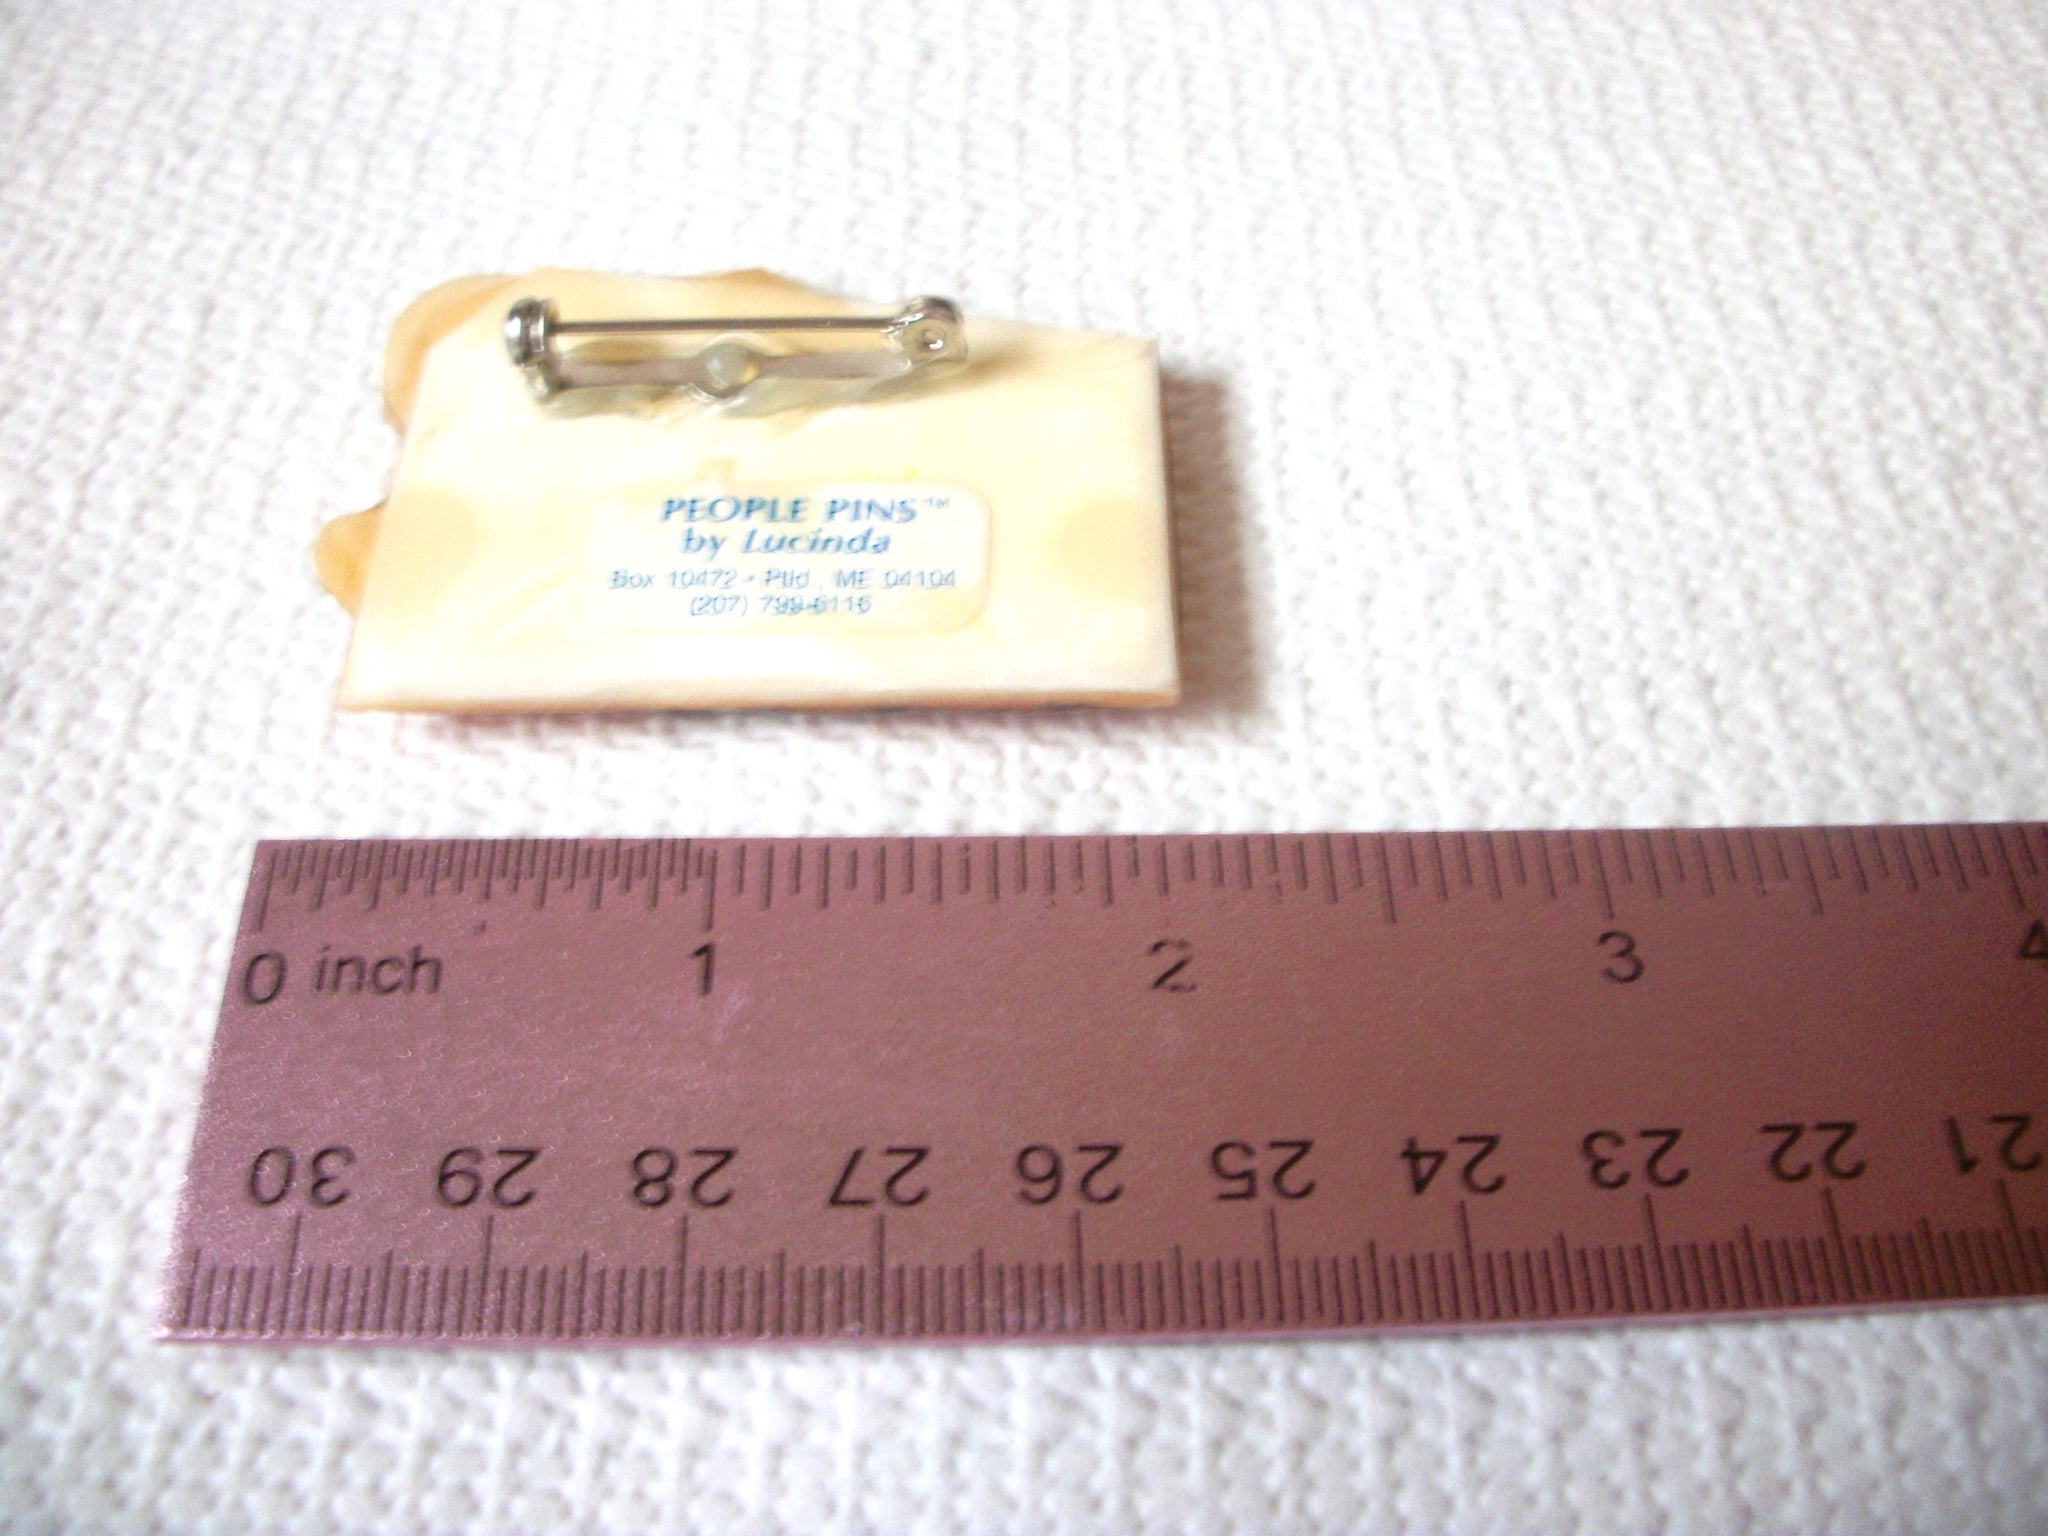 PEOPLE PINS™
by Lucinda
Box 10472 • Ptld., ME 04104
(207) 799-6116
0 inch 1 2 3 4
30 29 28 27 26 25 24 23 22 21